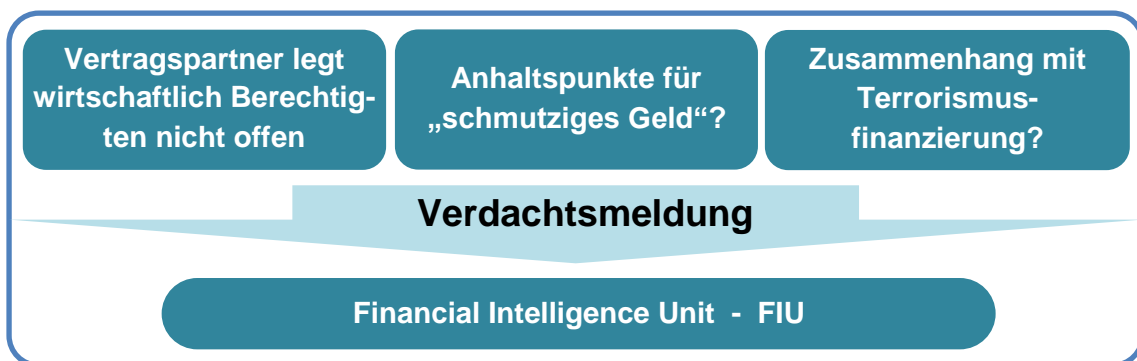 Vertragspartner legt
wirtschaftlich Berechtig-
ten nicht offen
Anhaltspunkte für
„schmutziges Geld“?
Zusammenhang mit
Terrorismus-
finanzierung?
Verdachtsmeldung
Financial Intelligence Unit - FIU